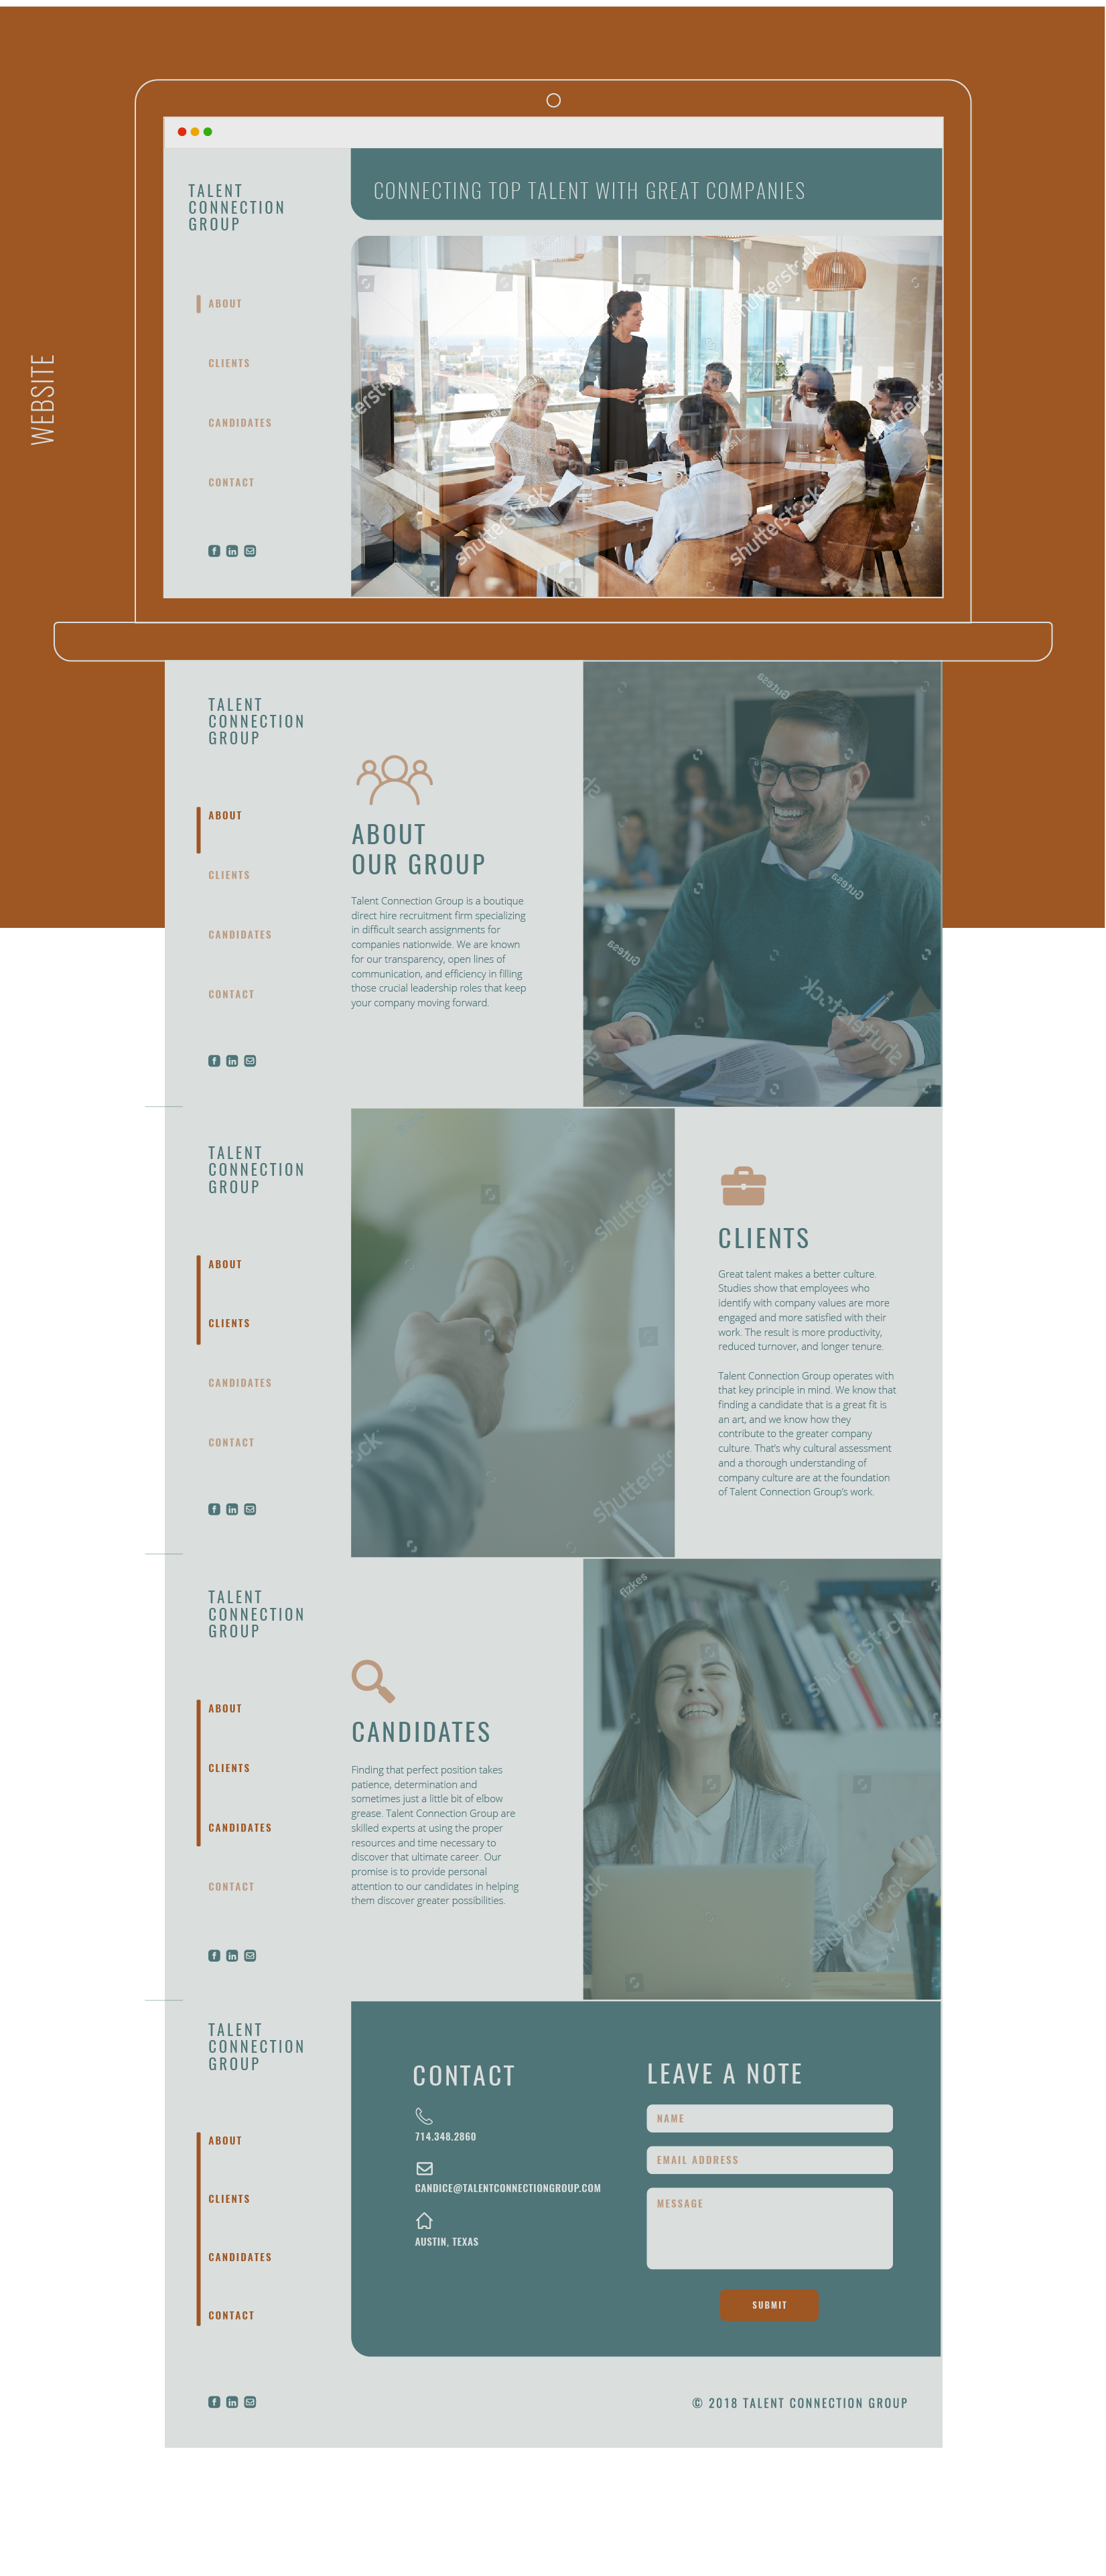 WEBSITE
TALENT
CONNECTION
GROUP
CONNECTING TOP TALENT WITH GREAT COMPANIES
ABOUT
CLIENTS
CANDIDATES
CONTACT
shutterstock
shutterstock
shutterstock
TALENT
CONNECTION
GROUP
ABOUT
CLIENTS
CANDIDATES
CONTACT
ABOUT
OUR GROUP
Talent Connection Group is a boutique
direct hire recruitment firm specializing
in difficult search assignments for
companies nationwide. We are known
for our transparency, open lines of
communication, and efficiency in filling
those crucial leadership roles that keep
your company moving forward.
Gutesa
Gutesa
Gutesa
shutterstock
TALENT
CONNECTION
GROUP
ABOUT
CLIENTS
CANDIDATES
CONTACT
CLIENTS
Great talent makes a better culture.
Studies show that employees who
identify with company values are more
engaged and more satisfied with their
work. The result is more productivity,
reduced turnover, and longer tenure.
Talent Connection Group operates with
that key principle in mind. We know that
finding a candidate that is a great fit is
an art, and we know how they
contribute to the greater company
culture. That's why cultural assessment
and a thorough understanding of
company culture are at the foundation
of Talent Connection Group's work.
TALENT
CONNECTION
GROUP
ABOUT
CLIENTS
CANDIDATES
CONTACT
CANDIDATES
Finding that perfect position takes
patience, determination and
sometimes just a little bit of elbow
grease. Talent Connection Group are
skilled experts at using the proper
resources and time necessary to
discover that ultimate career. Our
promise is to provide personal
attention to our candidates in helping
them discover greater possibilities.
fizkes
shutterstock
shutterstock
TALENT
CONNECTION
GROUP
ABOUT
CLIENTS
CANDIDATES
CONTACT
CONTACT
714.348.2860
CANDICE@TALENTCONNECTIONGROUP.COM
AUSTIN, TEXAS
LEAVE A NOTE
NAME
EMAIL ADDRESS
MESSAGE
SUBMIT
© 2018 TALENT CONNECTION GROUP